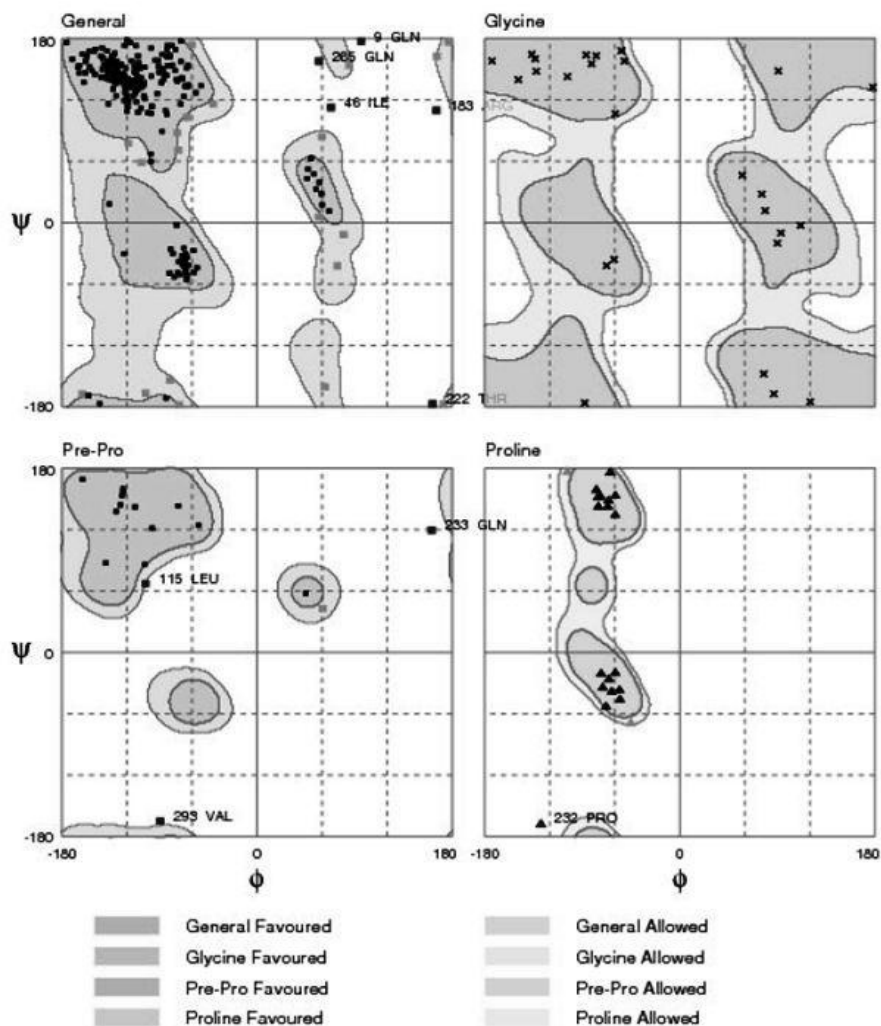 General Glycine
180 9 GLN
265 GLN
46 ILE 183 ARG
Ψ 0
-180 222 THR
Pre-Pro Proline
180
233 GLN
115 LEU
Ψ 0
293 VAL 232 PRO
-180
-180 0 180 -180 0 180
ϕ ϕ
General Favoured General Allowed
Glycine Favoured Glycine Allowed
Pre-Pro Favoured Pre-Pro Allowed
Proline Favoured Proline Allowed